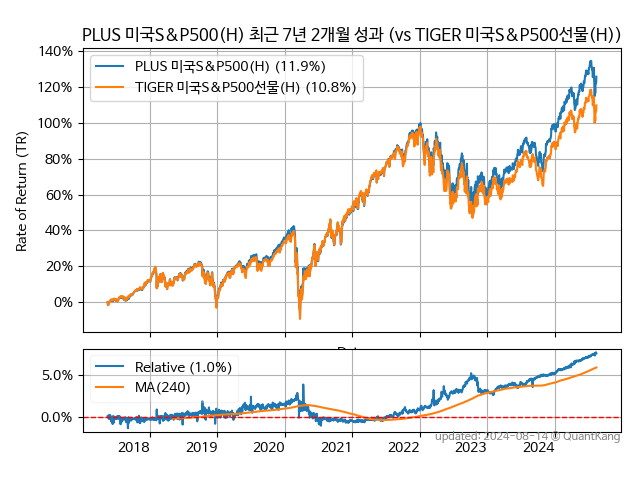 PLUS 미국S&P500(H) 최근 7년 2개월 성과 (vs TIGER 미국S&P500선물(H))
140%
120%
100%
80%
60%
40%
20%
0%
Rate of Return (TR)
PLUS 미국S&P500(H) (11.9%)
TIGER 미국S&P500선물(H) (10.8%)
5.0%
0.0%
Relative (1.0%)
MA(240)
2018 2019 2020 2021 2022 2023 2024
updated: 2024-08-14 © QuantKang